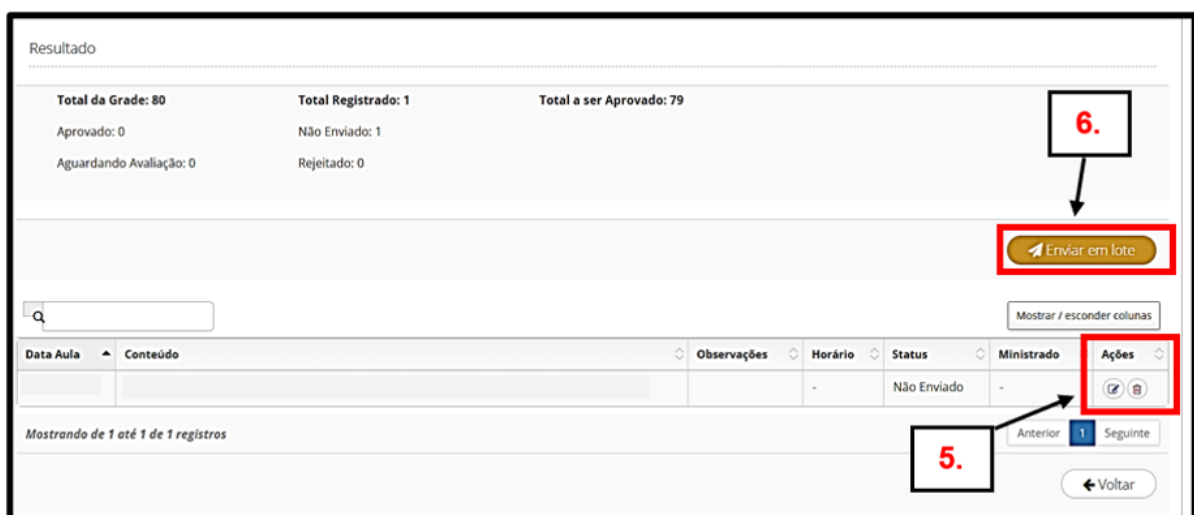 Resultado
Total da Grade: 80 Total Registrado: 1 Total a ser Aprovado: 79
Aprovado: 0 Não Enviado: 1
Aguardando Avaliação: 0 Rejeitado: 0
6.
Enviar em lote
Mostrar / esconder colunas
Data Aula Conteúdo Observações Horário Status Ministrado Ações
- Não Enviado -
Mostrando de 1 até 1 de 1 registros Anterior 1 Seguinte
5.
Voltar